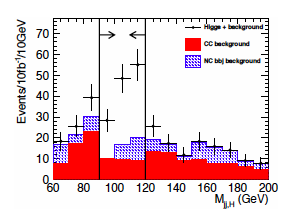 Higgs + background
CC background
NC bbj background
Events/10fb⁻¹/10GeV
70
60
50
40
30
20
10
0
60 80 100 120 140 160 180 200
M_jj,H (GeV)